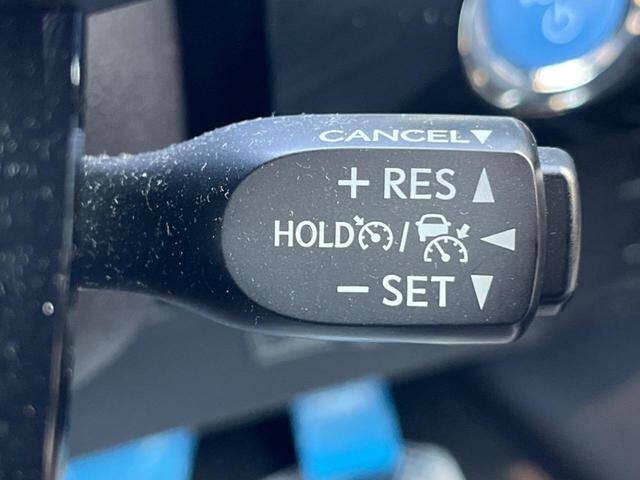 CANCEL▼
+ RES ▲
HOLD / ◀
− SET ▼